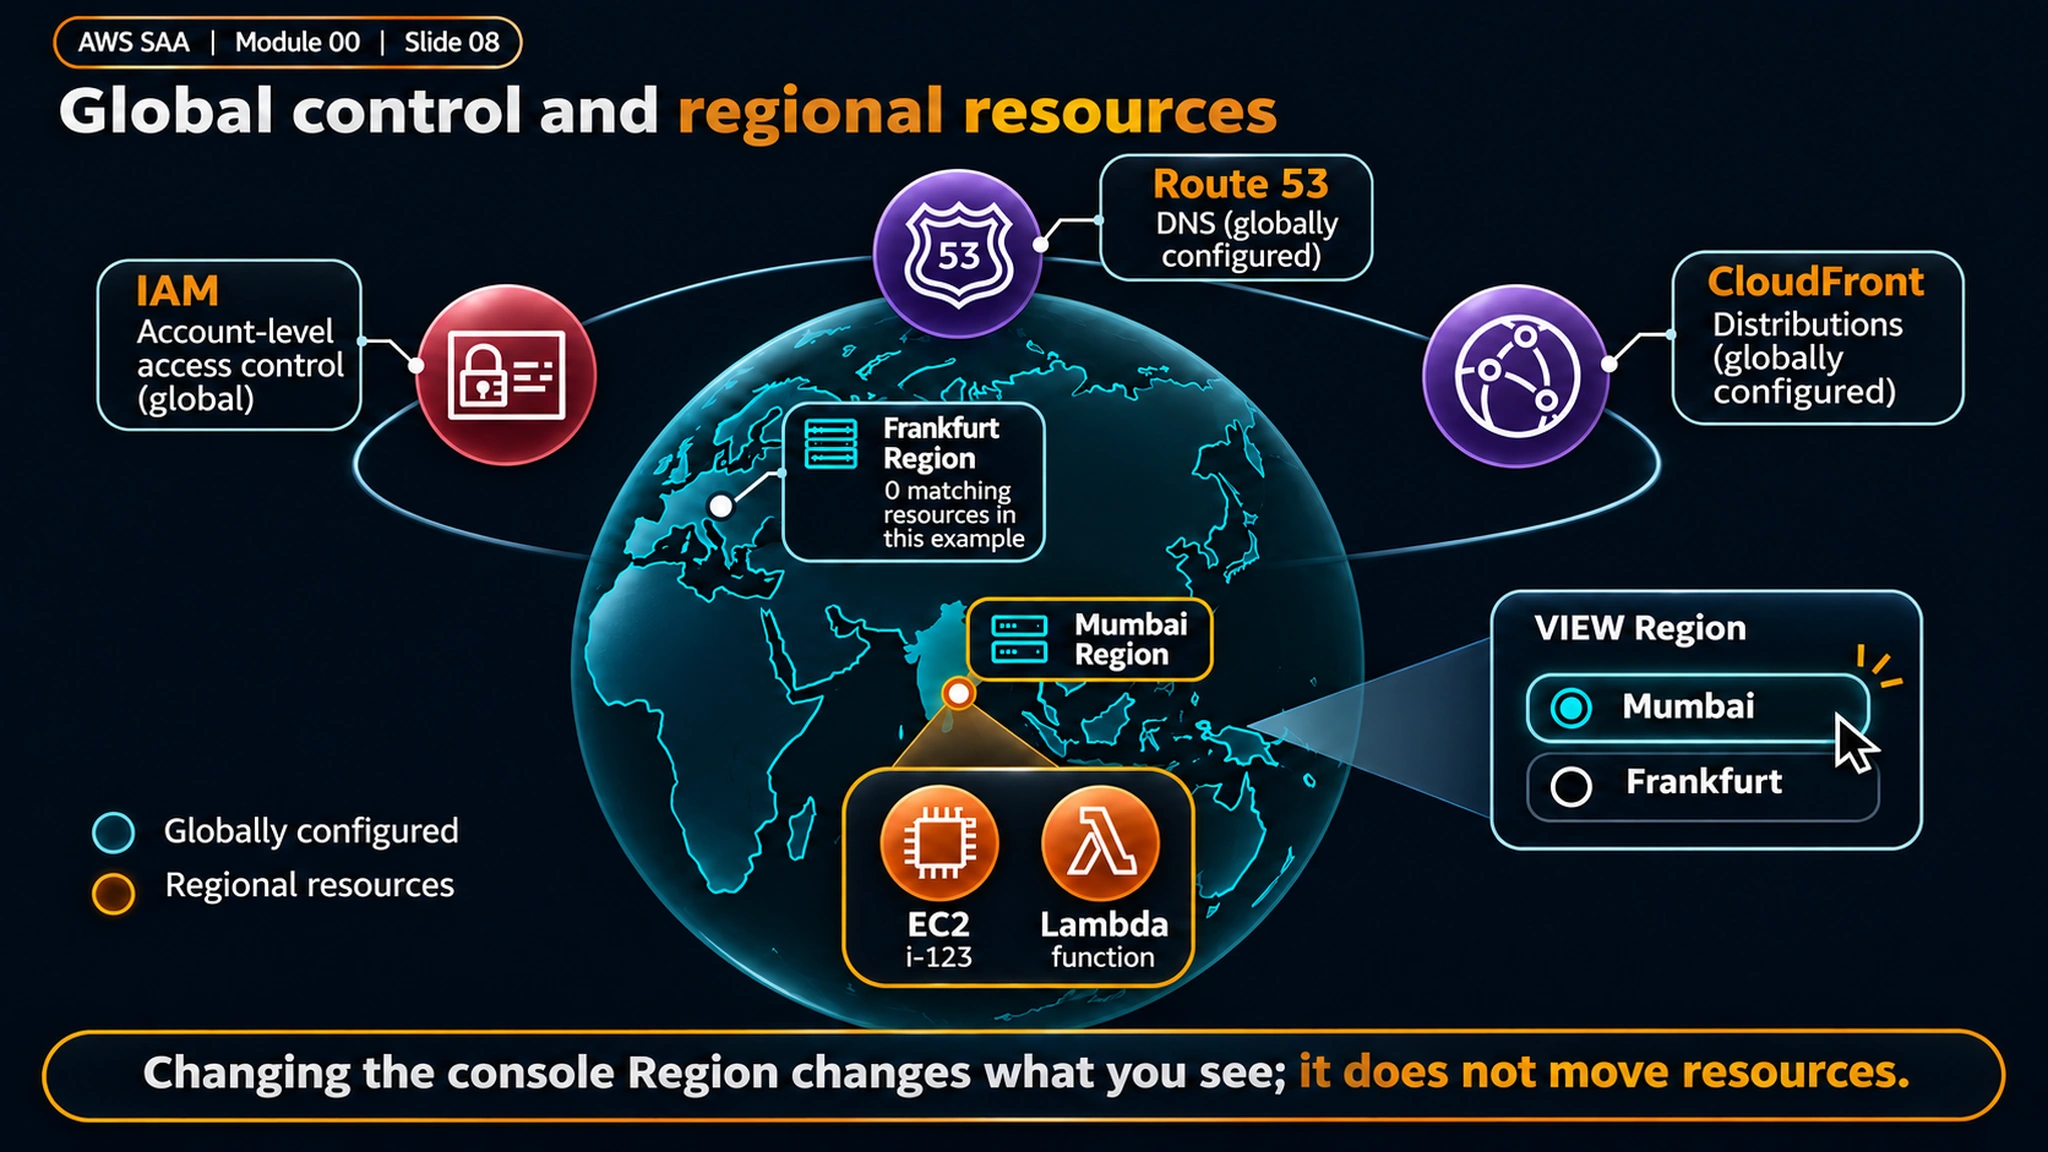 AWS SAA | Module 00 | Slide 08
Global control and regional resources
Route 53
DNS (globally
configured)
53
IAM
Account-level
access control
(global)
CloudFront
Distributions
(globally
configured)
Frankfurt
Region
0 matching
resources in
this example
Mumbai
Region
VIEW Region
Mumbai
Frankfurt
Globally configured
Regional resources
EC2
i-123
Lambda
function
Changing the console Region changes what you see; it does not move resources.